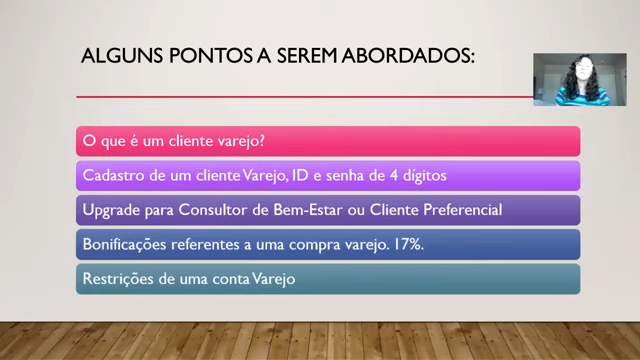 ALGUNS PONTOS A SEREM ABORDADOS:
O que é um cliente varejo?
Cadastro de um cliente Varejo, ID e senha de 4 dígitos
Upgrade para Consultor de Bem-Estar ou Cliente Preferencial
Bonificações referentes a uma compra varejo. 17%.
Restrições de uma conta Varejo